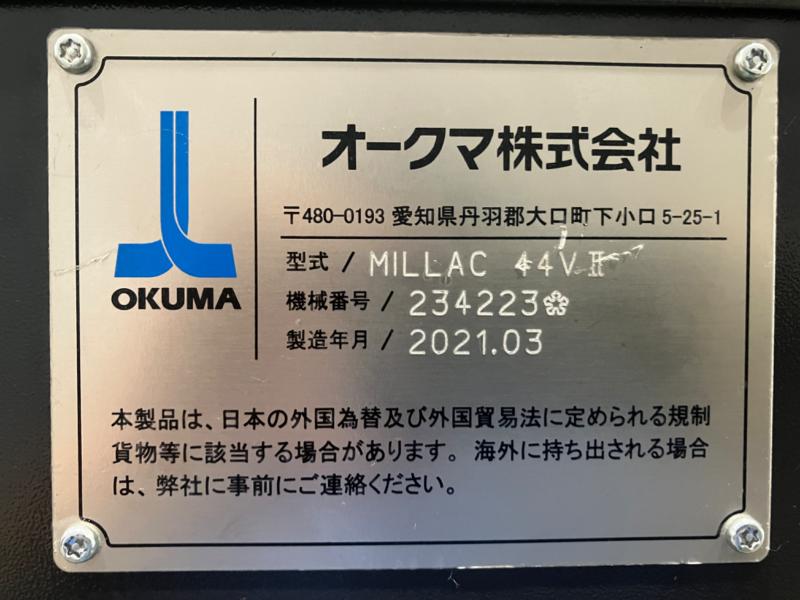 オークマ株式会社
〒480-0193 愛知県丹羽郡大口町下小口5-25-1
型式 / MILLAC 44V Ⅱ
機械番号 / 234223
製造年月 / 2021.03
OKUMA
本製品は、日本の外国為替及び外国貿易法に定められる規制
貨物等に該当する場合があります。海外に持ち出される場合
は、弊社に事前にご連絡ください。